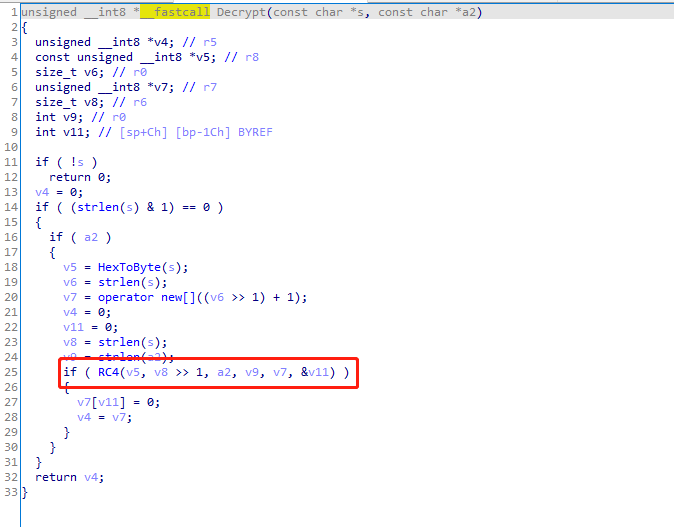 1 unsigned __int8 *__fastcall Decrypt(const char *s, const char *a2)
2 {
3 unsigned __int8 *v4; // r5
4 const unsigned __int8 *v5; // r8
5 size_t v6; // r0
6 unsigned __int8 *v7; // r7
7 size_t v8; // r6
8 int v9; // r0
9 int v11; // [sp+Ch] [bp-1Ch] BYREF
10
11 if ( !s )
12 return 0;
13 v4 = 0;
14 if ( (strlen(s) & 1) == 0 )
15 {
16 if ( a2 )
17 {
18 v5 = HexToByte(s);
19 v6 = strlen(s);
20 v7 = operator new[]((v6 >> 1) + 1);
21 v4 = 0;
22 v11 = 0;
23 v8 = strlen(s);
24 v9 = strlen(a2);
25 if ( RC4(v5, v8 >> 1, a2, v9, v7, &v11) )
26 {
27 v7[v11] = 0;
28 v4 = v7;
29 }
30 }
31 }
32 return v4;
33 }